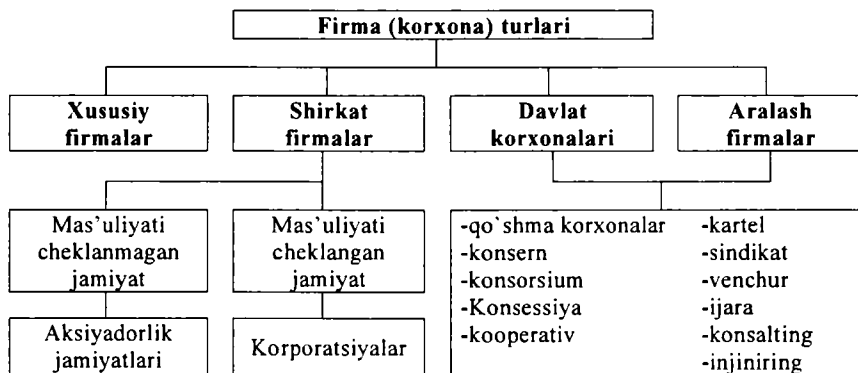 Firma (korxona) turlari
Xususiy
firmalar
Shirkat
firmalar
Davlat
korxonalari
Aralash
firmalar
Mas'uliyati
cheklanmagan
jamiyat
Mas'uliyati
cheklangan
jamiyat
Aksiyadorlik
jamiyatlari
Korporatsiyalar
-qo`shma korxonalar
-konsern
-konsorsium
-Konsessiya
-kooperativ
-kartel
-sindikat
-venchur
-ijara
-konsalting
-injiniring